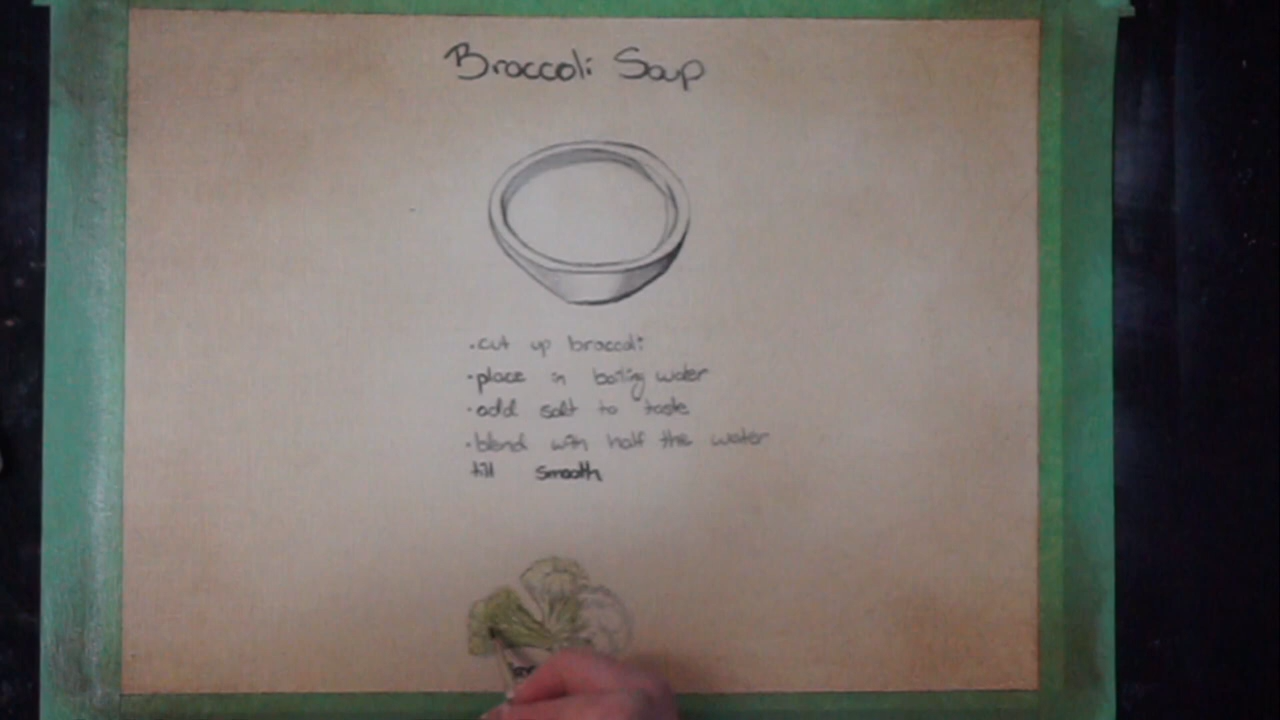 Broccoli Soup
•cut up broccoli
•place in boiling water
•add salt to taste
•blend with half the water
till smooth